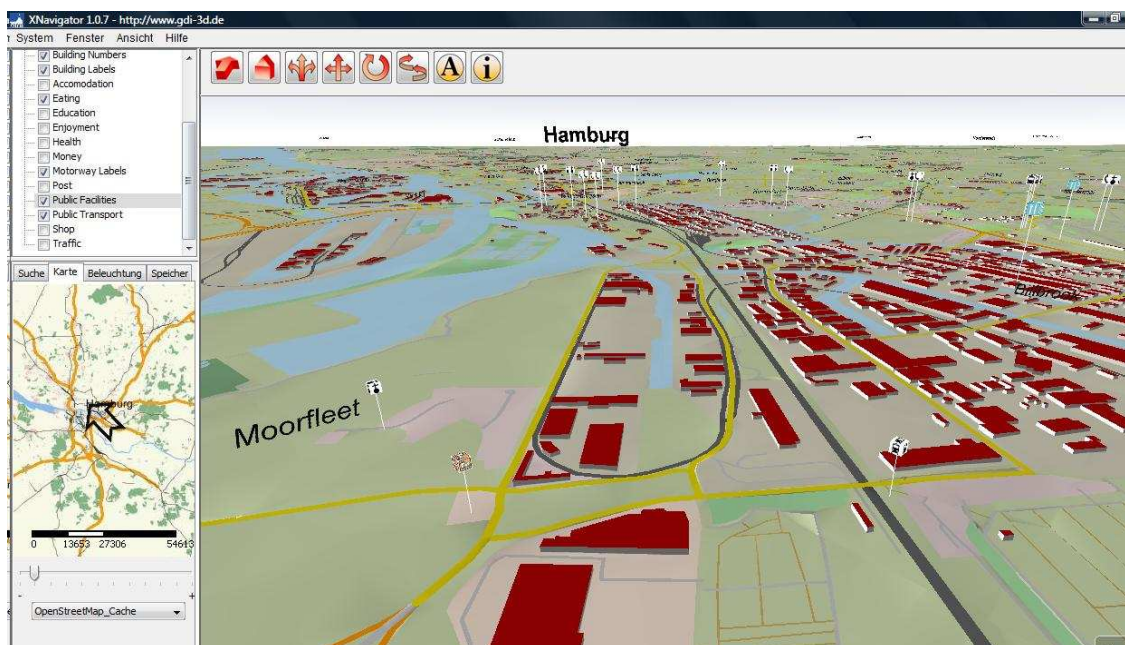 XNavigator 1.0.7 - http://www.gdi-3d.de
System Fenster Ansicht Hilfe
Building Numbers
Building Labels
Accomodation
Eating
Education
Enjoyment
Health
Money
Motorway Labels
Post
Public Facilities
Public Transport
Shop
Traffic
Suche Karte Beleuchtung Speicher
Hamburg
0 13653 27306 54613
- +
OpenStreetMap_Cache
A i
Hamburg
Moorfleet